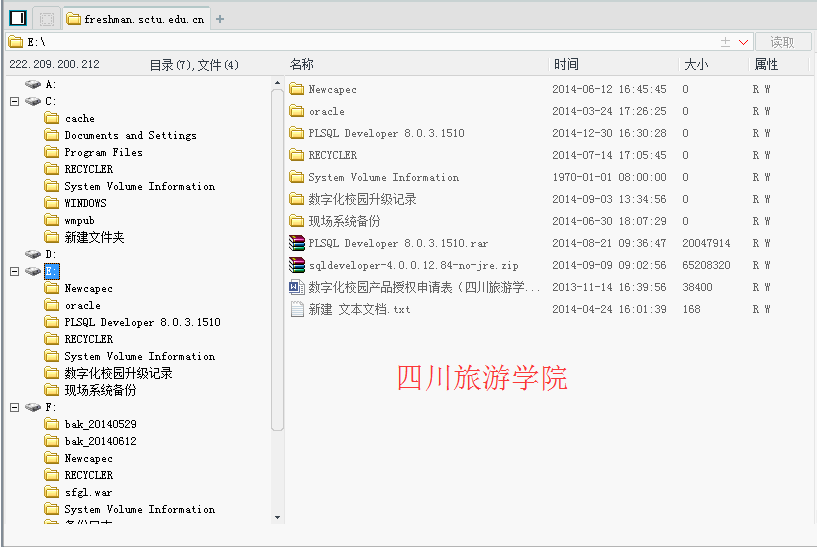 freshman.sctu.edu.cn
E:\
读取
222.209.200.212 目录(7),文件(4)
A:
C:
cache
Documents and Settings
Program Files
RECYCLER
System Volume Information
WINDOWS
wmpub
新建文件夹
D:
E:
Newcapec
oracle
PLSQL Developer 8.0.3.1510
RECYCLER
System Volume Information
数字化校园升级记录
现场系统备份
F:
bak_20140529
bak_20140612
Newcapec
RECYCLER
sfgl.war
System Volume Information
名称 时间 大小 属性
Newcapec 2014-06-12 16:45:45 0 R W
oracle 2014-03-24 17:26:25 0 R W
PLSQL Developer 8.0.3.1510 2014-12-30 16:30:28 0 R W
RECYCLER 2014-07-14 17:05:45 0 R W
System Volume Information 1970-01-01 08:00:00 0 R W
数字化校园升级记录 2014-09-03 13:34:56 0 R W
现场系统备份 2014-06-30 18:07:29 0 R W
PLSQL Developer 8.0.3.1510.rar 2014-08-21 09:36:47 20047914 R W
sqldeveloper-4.0.0.12.84-no-jre.zip 2014-09-09 09:02:56 65208320 R W
数字化校园产品授权申请表（四川旅游学... 2013-11-14 16:39:56 38400 R W
新建 文本文档.txt 2014-04-24 16:01:39 168 R W
四川旅游学院